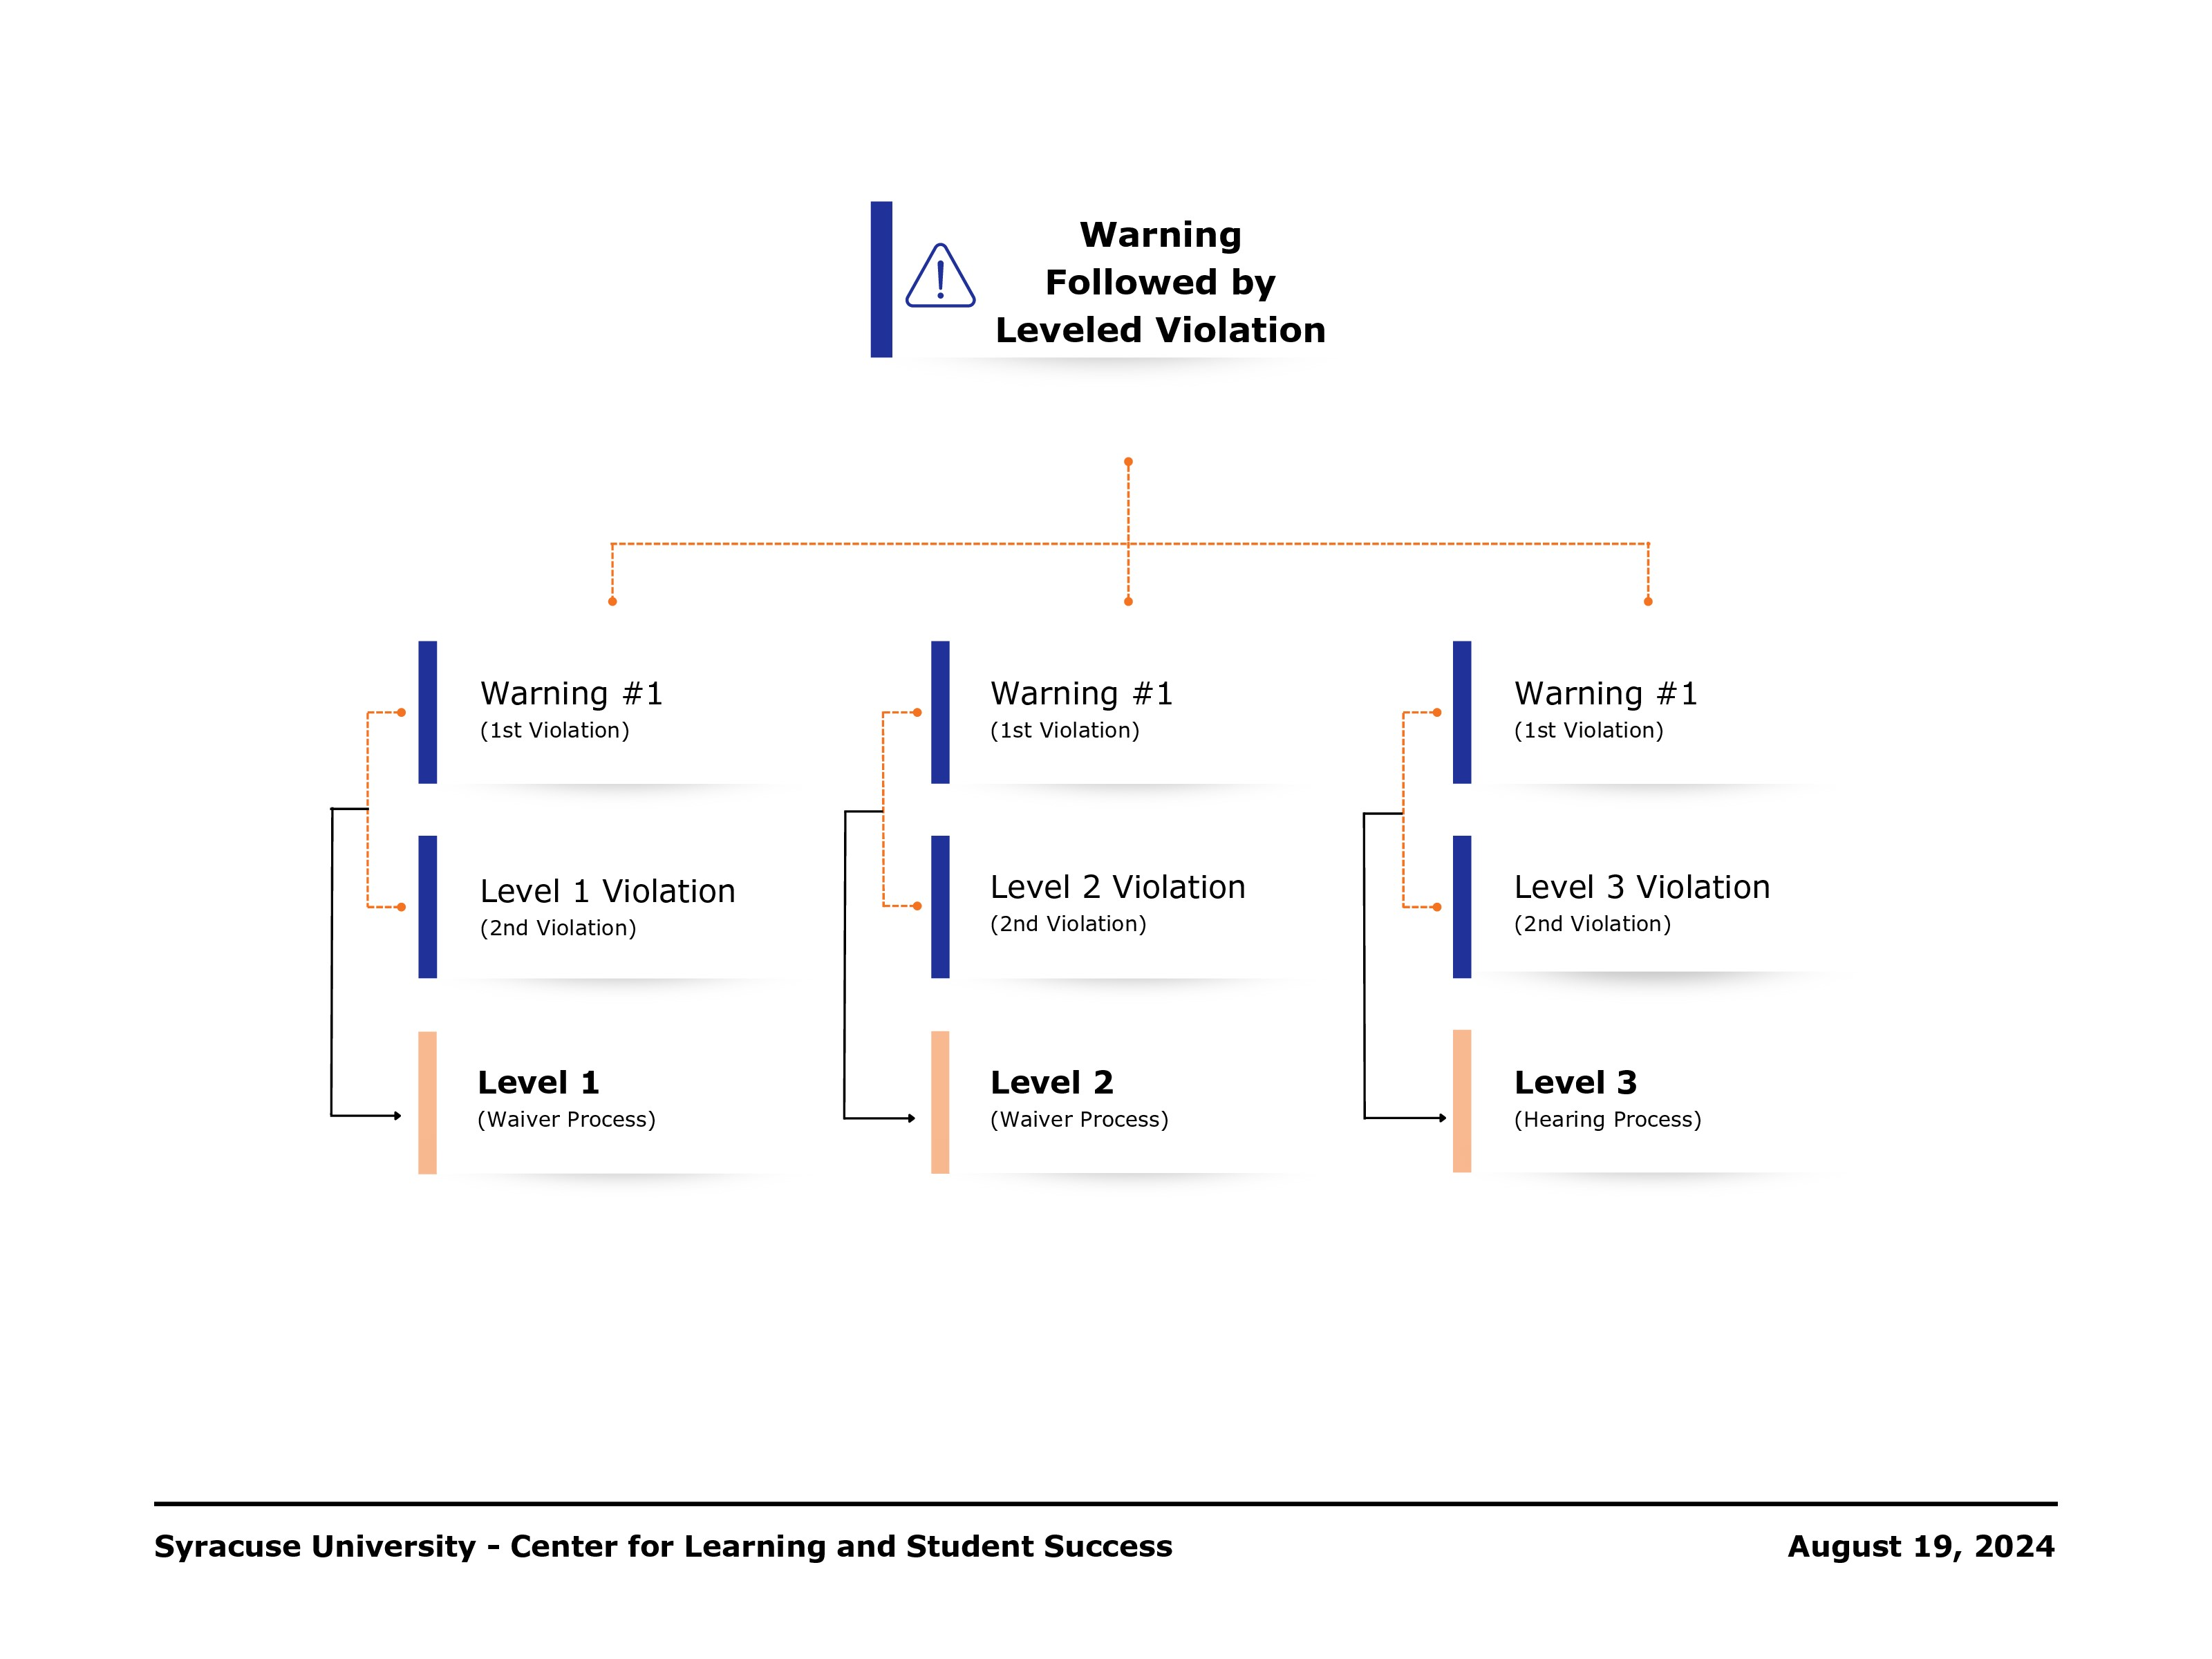 Warning
Followed by
Leveled Violation
Warning #1
(1st Violation)
Level 1 Violation
(2nd Violation)
Level 1
(Waiver Process)
Warning #1
(1st Violation)
Level 2 Violation
(2nd Violation)
Level 2
(Waiver Process)
Warning #1
(1st Violation)
Level 3 Violation
(2nd Violation)
Level 3
(Hearing Process)
Syracuse University - Center for Learning and Student Success
August 19, 2024